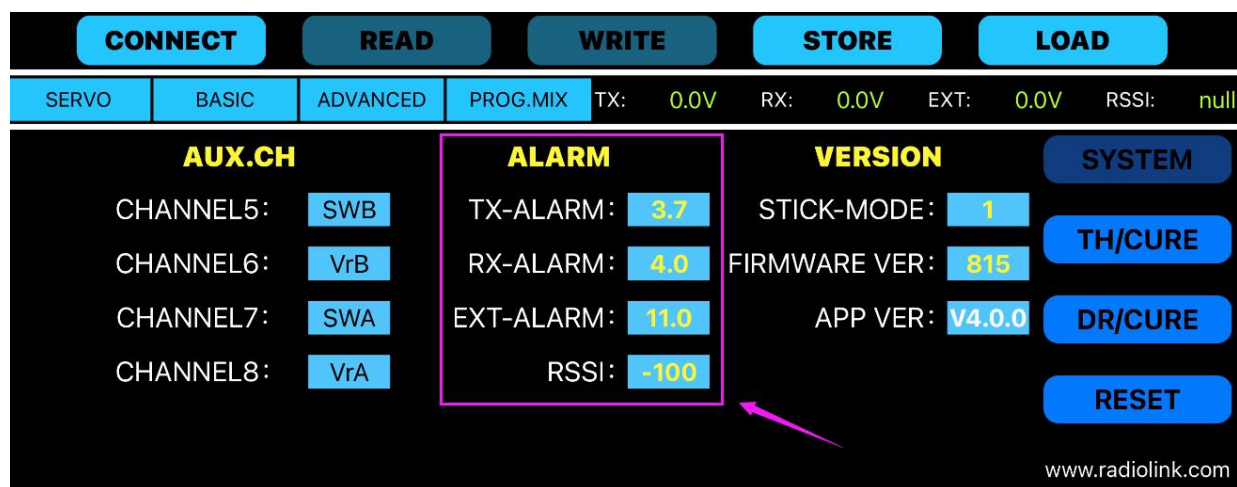 CONNECT READ WRITE STORE LOAD
SERVO BASIC ADVANCED PROG.MIX TX: 0.0V RX: 0.0V EXT: 0.0V RSSI: null
AUX.CH ALARM VERSION SYSTEM
CHANNEL5: SWB TX-ALARM: 3.7 STICK-MODE: 1
TH/CURE
CHANNEL6: VrB RX-ALARM: 4.0 FIRMWARE VER: 815
CHANNEL7: SWA EXT-ALARM: 11.0 APP VER: V4.0.0 DR/CURE
CHANNEL8: VrA RSSI: -100
RESET
www.radiolink.com